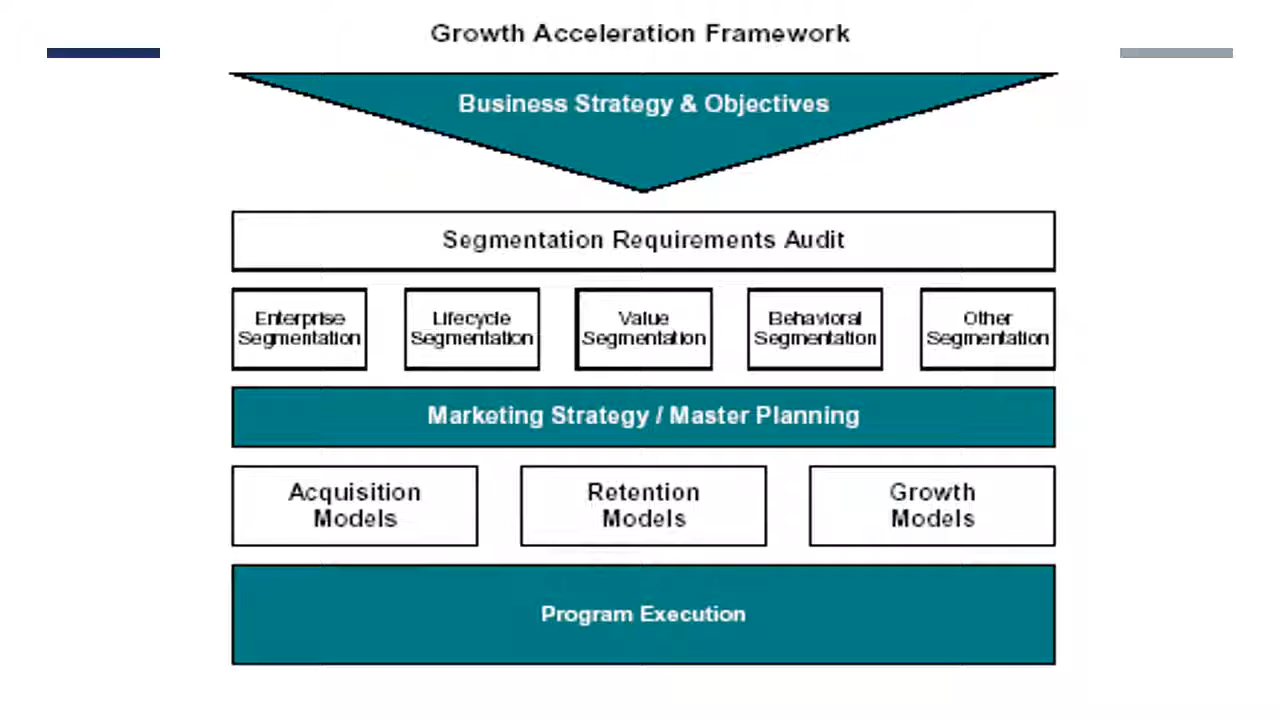 Growth Acceleration Framework
Business Strategy & Objectives
Segmentation Requirements Audit
Enterprise
Segmentation
Lifecycle
Segmentation
Value
Segmentation
Behavioral
Segmentation
Other
Segmentation
Marketing Strategy / Master Planning
Acquisition
Models
Retention
Models
Growth
Models
Program Execution